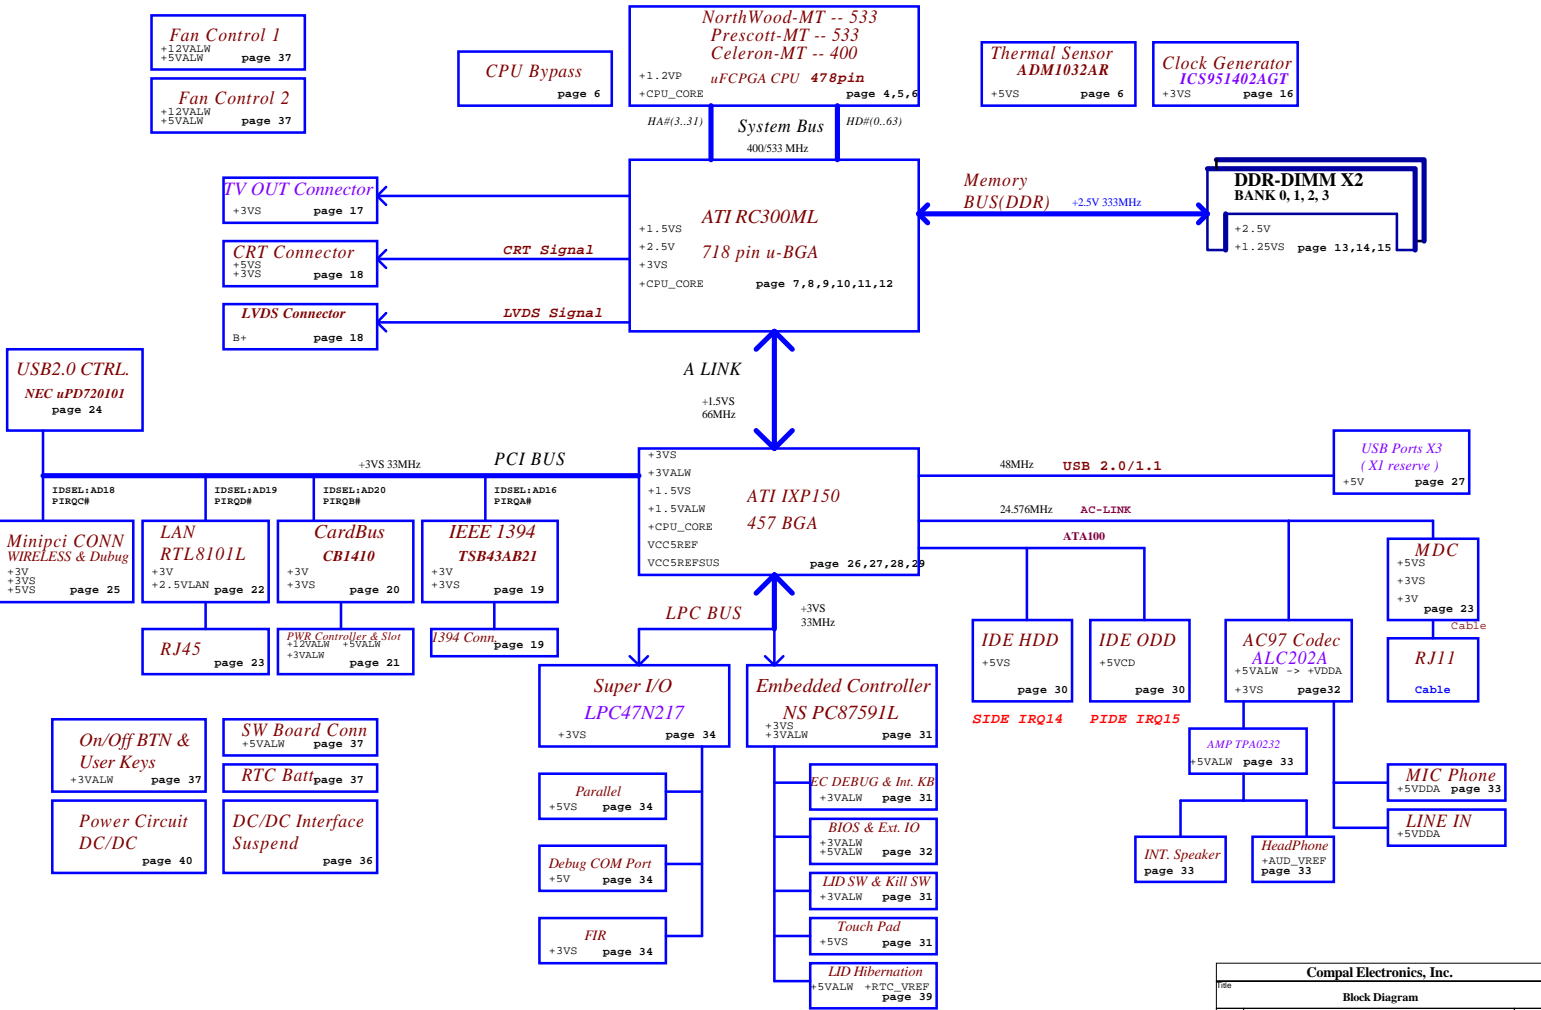 Fan Control 1
+12VALW
+5VALW
page 37
Fan Control 2
+12VALW
+5VALW
page 37
CPU Bypass
page 6
NorthWood-MT -- 533
Prescott-MT -- 533
Celeron-MT -- 400
+1.2VP
uFCPGA CPU 478pin
+CPU_CORE
page 4,5,6
Thermal Sensor
ADM1032AR
+5VS
page 6
Clock Generator
ICS951402AGT
+3VS
page 16
HA#(3..31)
System Bus
HD#(0..63)
400/533 MHz
TV OUT Connector
+3VS
page 17
CRT Connector
+5VS
+3VS
page 18
CRT Signal
LVDS Connector
B+
page 18
LVDS Signal
ATI RC300ML
+1.5VS
+2.5V
718 pin u-BGA
+3VS
+CPU_CORE
page 7,8,9,10,11,12
Memory
BUS(DDR)
+2.5V 333MHz
DDR-DIMM X2
BANK 0, 1, 2, 3
+2.5V
+1.25VS
page 13,14,15
USB2.0 CTRL.
NEC uPD720101
page 24
A LINK
+1.5VS
66MHz
+3VS 33MHz
PCI BUS
IDSEL:AD18
PIRQC#
IDSEL:AD19
PIRQD#
IDSEL:AD20
PIRQB#
IDSEL:AD16
PIRQA#
+3VS
+3VALW
+1.5VS
+1.5VALW
+CPU_CORE
VCC5REF
VCC5REFSUS
ATI IXP150
457 BGA
page 26,27,28,29
48MHz
USB 2.0/1.1
USB Ports X3
( X1 reserve )
+5V
page 27
24.576MHz
AC-LINK
ATA100
Minipci CONN
WIRELESS & Dubug
+3V
+3VS
+5VS
page 25
LAN
RTL8101L
+3V
+2.5VLAN
page 22
CardBus
CB1410
+3V
+3VS
page 20
IEEE 1394
TSB43AB21
+3V
+3VS
page 19
MDC
+5VS
+3VS
+3V
page 23
Cable
RJ45
page 23
PWR Controller & Slot
+12VALW +5VALW
+3VALW
page 21
1394 Conn.
page 19
LPC BUS
+3VS
33MHz
IDE HDD
+5VS
page 30
SIDE IRQ14
IDE ODD
+5VCD
page 30
PIDE IRQ15
AC97 Codec
ALC202A
+5VALW -> +VDDA
+3VS
page32
RJ11
Cable
Super I/O
LPC47N217
+3VS
page 34
Embedded Controller
NS PC87591L
+3VS
+3VALW
page 31
On/Off BTN &
User Keys
+3VALW
page 37
SW Board Conn
+5VALW
page 37
RTC Batt
page 37
Power Circuit
DC/DC
page 40
DC/DC Interface
Suspend
page 36
Parallel
+5VS
page 34
Debug COM Port
+5V
page 34
FIR
+3VS
page 34
EC DEBUG & Int. KB
+3VALW
page 31
BIOS & Ext. IO
+3VALW
+5VALW
page 32
LID SW & Kill SW
+3VALW
page 31
Touch Pad
+5VS
page 31
LID Hibernation
+5VALW +RTC_VREF
page 39
AMP TPA0232
+5VALW
page 33
INT. Speaker
page 33
HeadPhone
+AUD_VREF
page 33
MIC Phone
+5VDDA
page 33
LINE IN
+5VDDA
Compal Electronics, Inc.
Title
Block Diagram